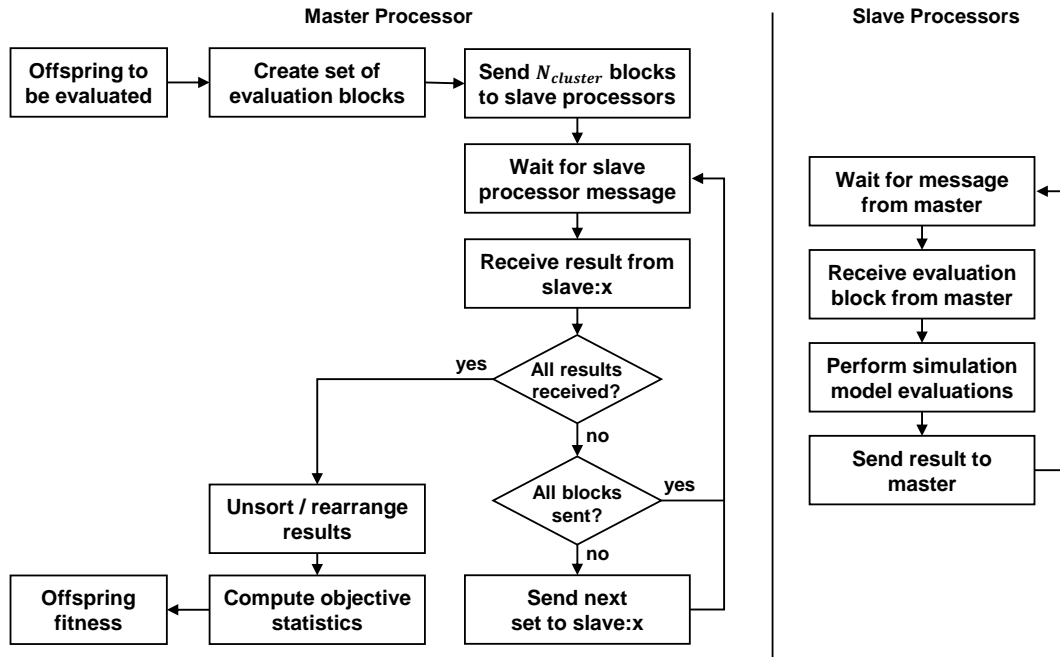 Master Processor
Slave Processors
Offspring to
be evaluated
Create set of
evaluation blocks
Send N_cluster blocks
to slave processors
Wait for slave
processor message
Receive result from
slave:x
yes
All results
received?
no
All blocks
sent?
yes
no
Send next
set to slave:x
Unsort / rearrange
results
Compute objective
statistics
Offspring
fitness
Wait for message
from master
Receive evaluation
block from master
Perform simulation
model evaluations
Send result to
master